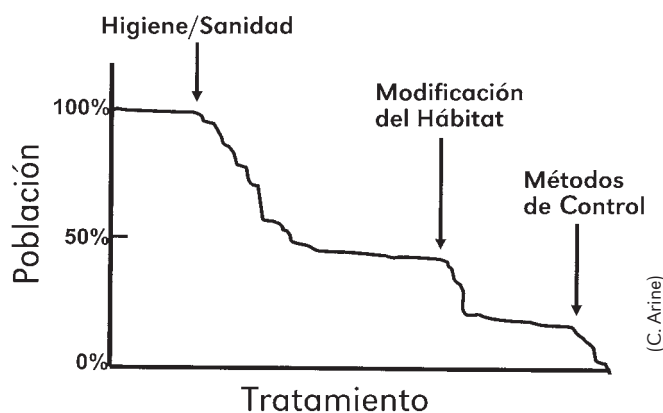 Higiene/Sanidad
Modificación
del Hábitat
Métodos
de Control
100%
50%
0%
Población
Tratamiento
(C. Arine)